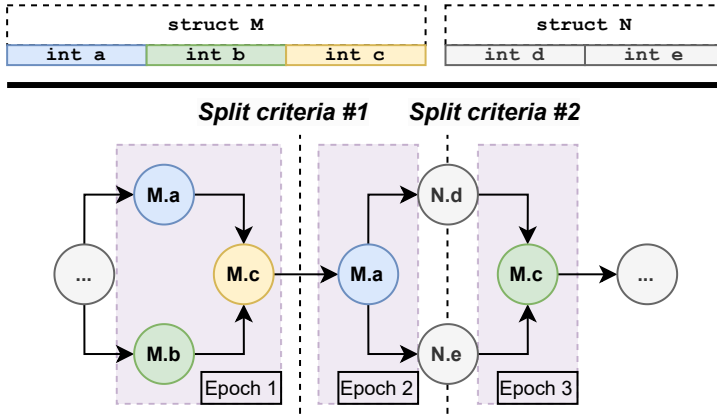 struct M
struct N
int a
int b
int c
int d
int e
Split criteria #1
Split criteria #2
M.a
N.d
...
M.c
M.a
M.c
...
M.b
N.e
Epoch 1
Epoch 2
Epoch 3